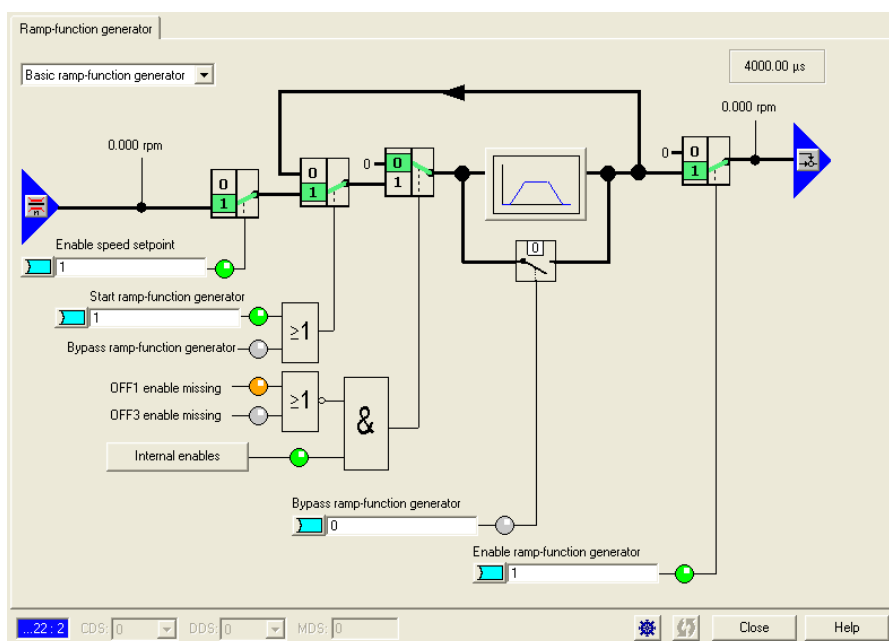 Ramp-function generator
Basic ramp-function generator
4000.00 µs
0.000 rpm
0.000 rpm
0
1
0
1
0
0
1
0
0
1
0
Enable speed setpoint
1
Start ramp-function generator
1
≥1
Bypass ramp-function generator
OFF1 enable missing
≥1
OFF3 enable missing
&
Internal enables
Bypass ramp-function generator
0
Enable ramp-function generator
1
...22 : 2
CDS: 0
DDS: 0
MDS: 0
Close
Help